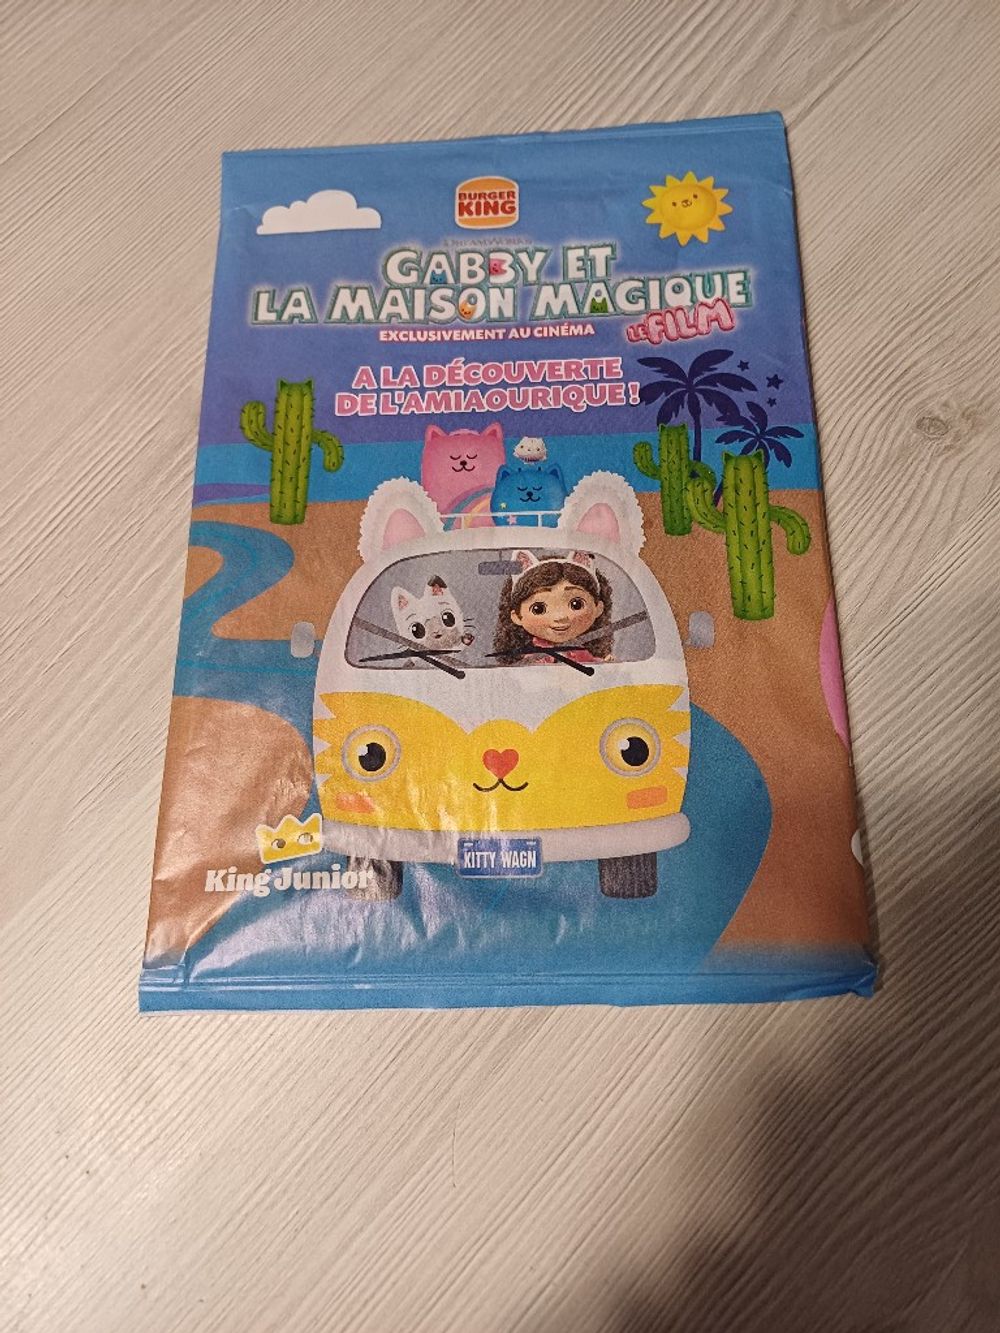 BURGER
KING
DREAMWORKS
GABBY ET
LA MAISON MAGIQUE
LE FILM
EXCLUSIVEMENT AU CINÉMA
A LA DÉCOUVERTE
DE L'AMIAOURIQUE !
KITTY WAGN
King Junior